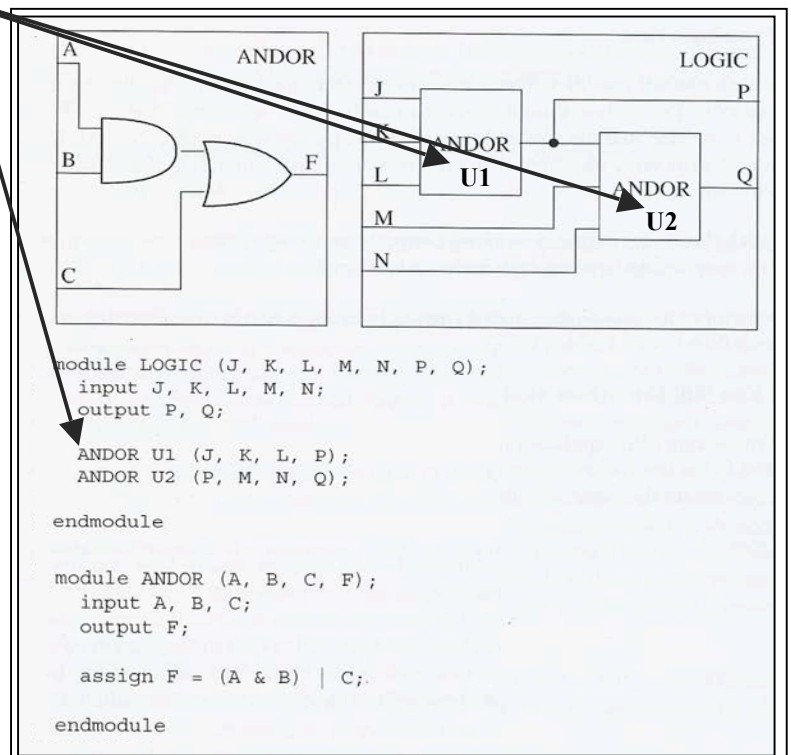 A
ANDOR
B
F
C
LOGIC
J
P
K
ANDOR
L
U1
Q
ANDOR
M
U2
N
module LOGIC (J, K, L, M, N, P, Q);
input J, K, L, M, N;
output P, Q;
ANDOR U1 (J, K, L, P);
ANDOR U2 (P, M, N, Q);
endmodule
module ANDOR (A, B, C, F);
input A, B, C;
output F;
assign F = (A & B) | C;
endmodule